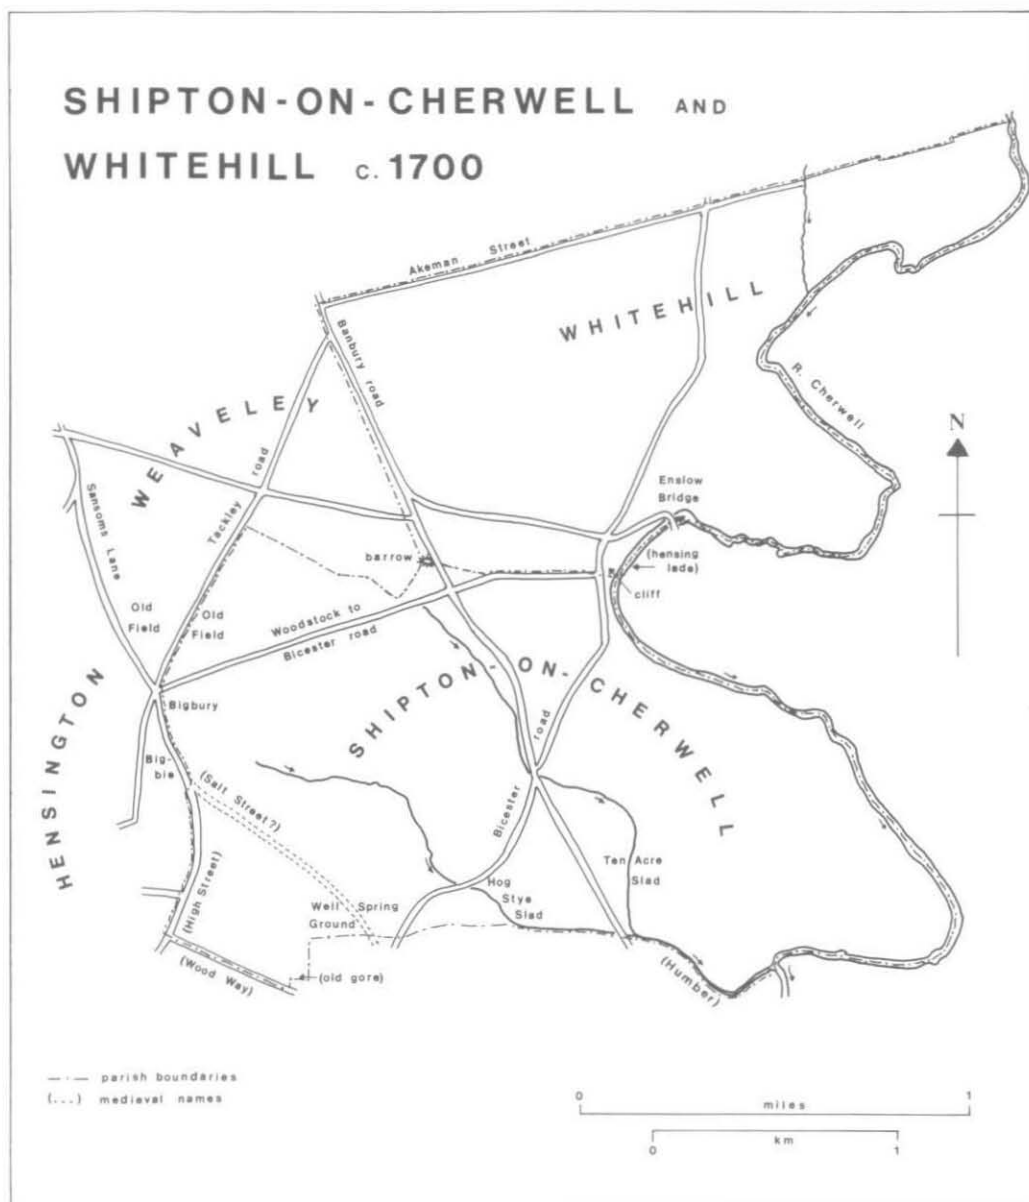 SHIPTON-ON-CHERWELL AND
WHITEHILL c. 1700
Akeman Street
WHITEHILL
Banbury road
R. Cherwell
WEAVELEY
N
Tackley road
Enslow
Bridge
Sansoms Lane
barrow
(hensing
lade)
cliff
Old
Field
Old
Field
Woodstock to
Bicester road
SHIPTON-ON-CHERWELL
HENSINGTON
Bigbury
Big-
bie
(Salt Street?)
Bicester road
Ten Acre
Slad
Hog
Stye
Slad
Well Spring
Ground
(High Street)
(Wood Way)
(old gore)
(Humber)
parish boundaries
(...) medieval names
0 1
miles
km
0 1